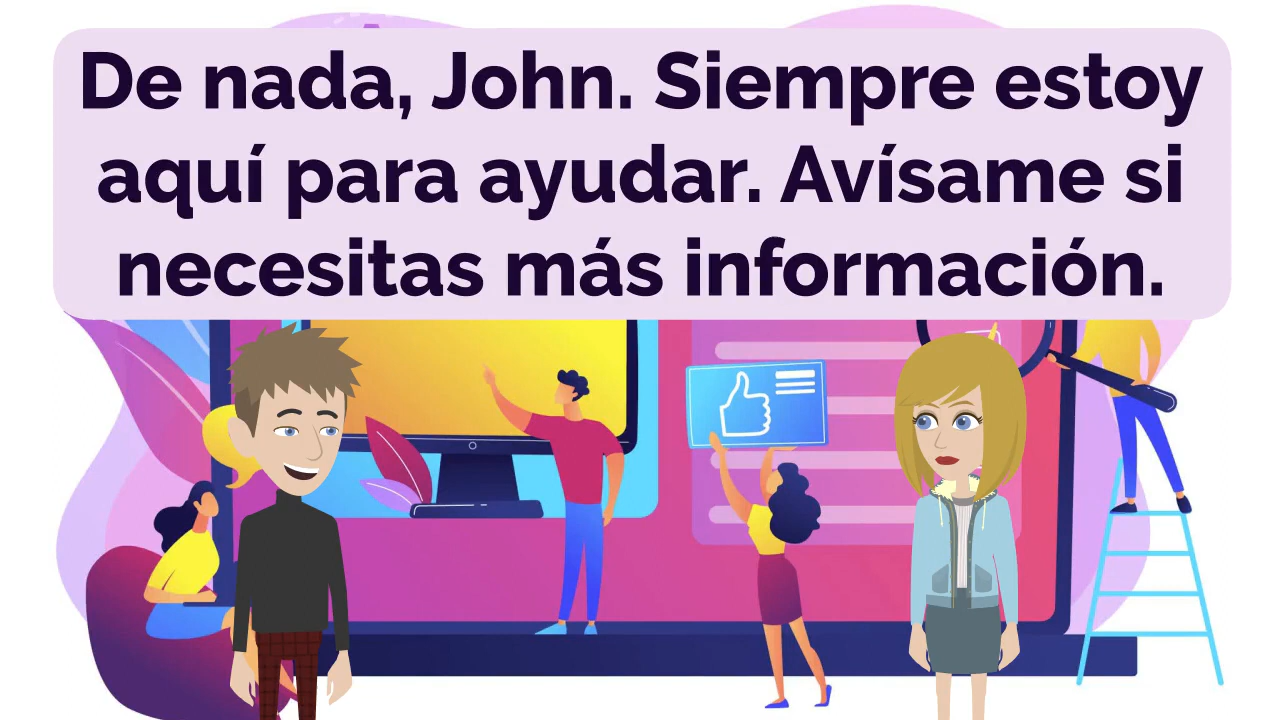 De nada, John. Siempre estoy
aquí para ayudar. Avísame si
necesitas más información.